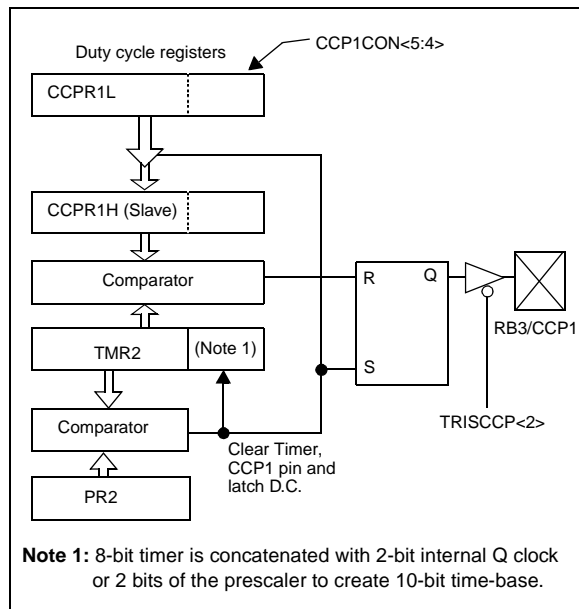 Duty cycle registers
CCP1CON<5:4>
CCPR1L
CCPR1H (Slave)
Comparator
R
Q
RB3/CCP1
TMR2
(Note 1)
S
TRISCCP<2>
Comparator
Clear Timer,
CCP1 pin and
latch D.C.
PR2
Note 1: 8-bit timer is concatenated with 2-bit internal Q clock
or 2 bits of the prescaler to create 10-bit time-base.